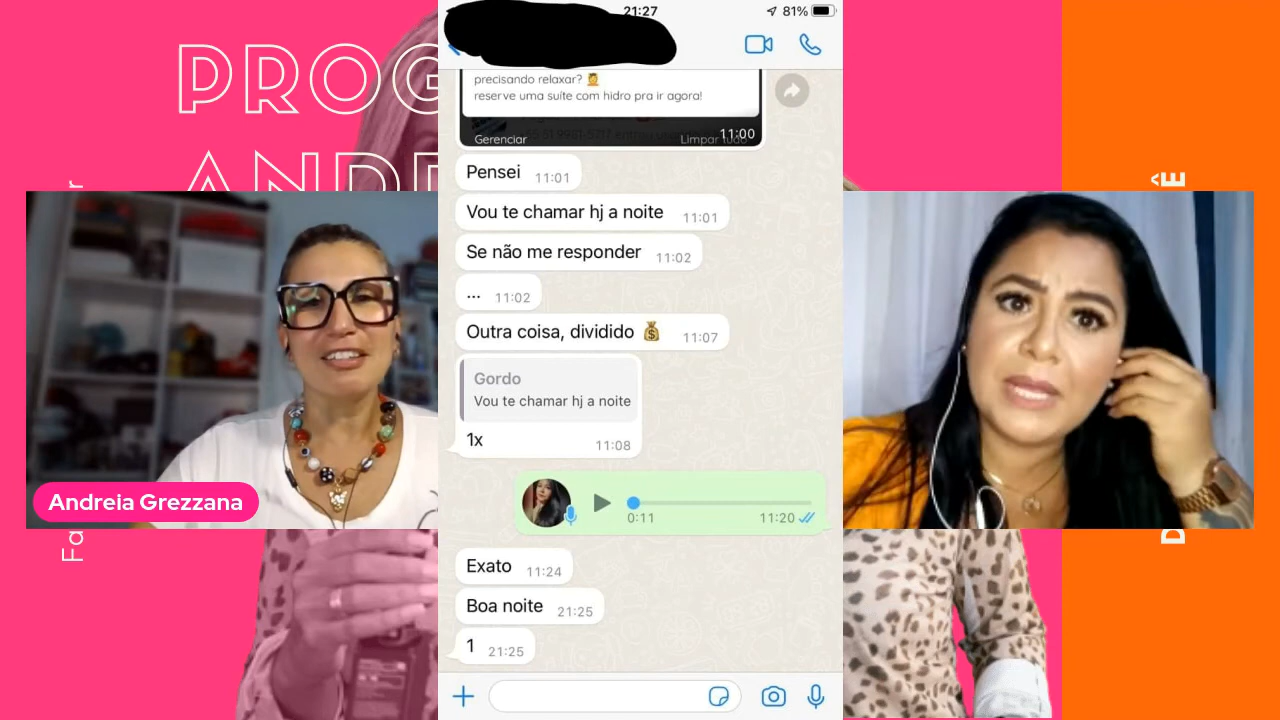 PROG
ANDR
21:27
81%
precisando relaxar? 💆
reserve uma suíte com hidro pra ir agora!
Gerenciar
Limpar tudo
11:00
Pensei 11:01
Vou te chamar hj a noite 11:01
Se não me responder 11:02
... 11:02
Outra coisa, dividido 💰 11:07
Gordo
Vou te chamar hj a noite
1x 11:08
0:11 11:20
Exato 11:24
Boa noite 21:25
1 21:25
Andreia Grezzana
Fa
r
D
Ê